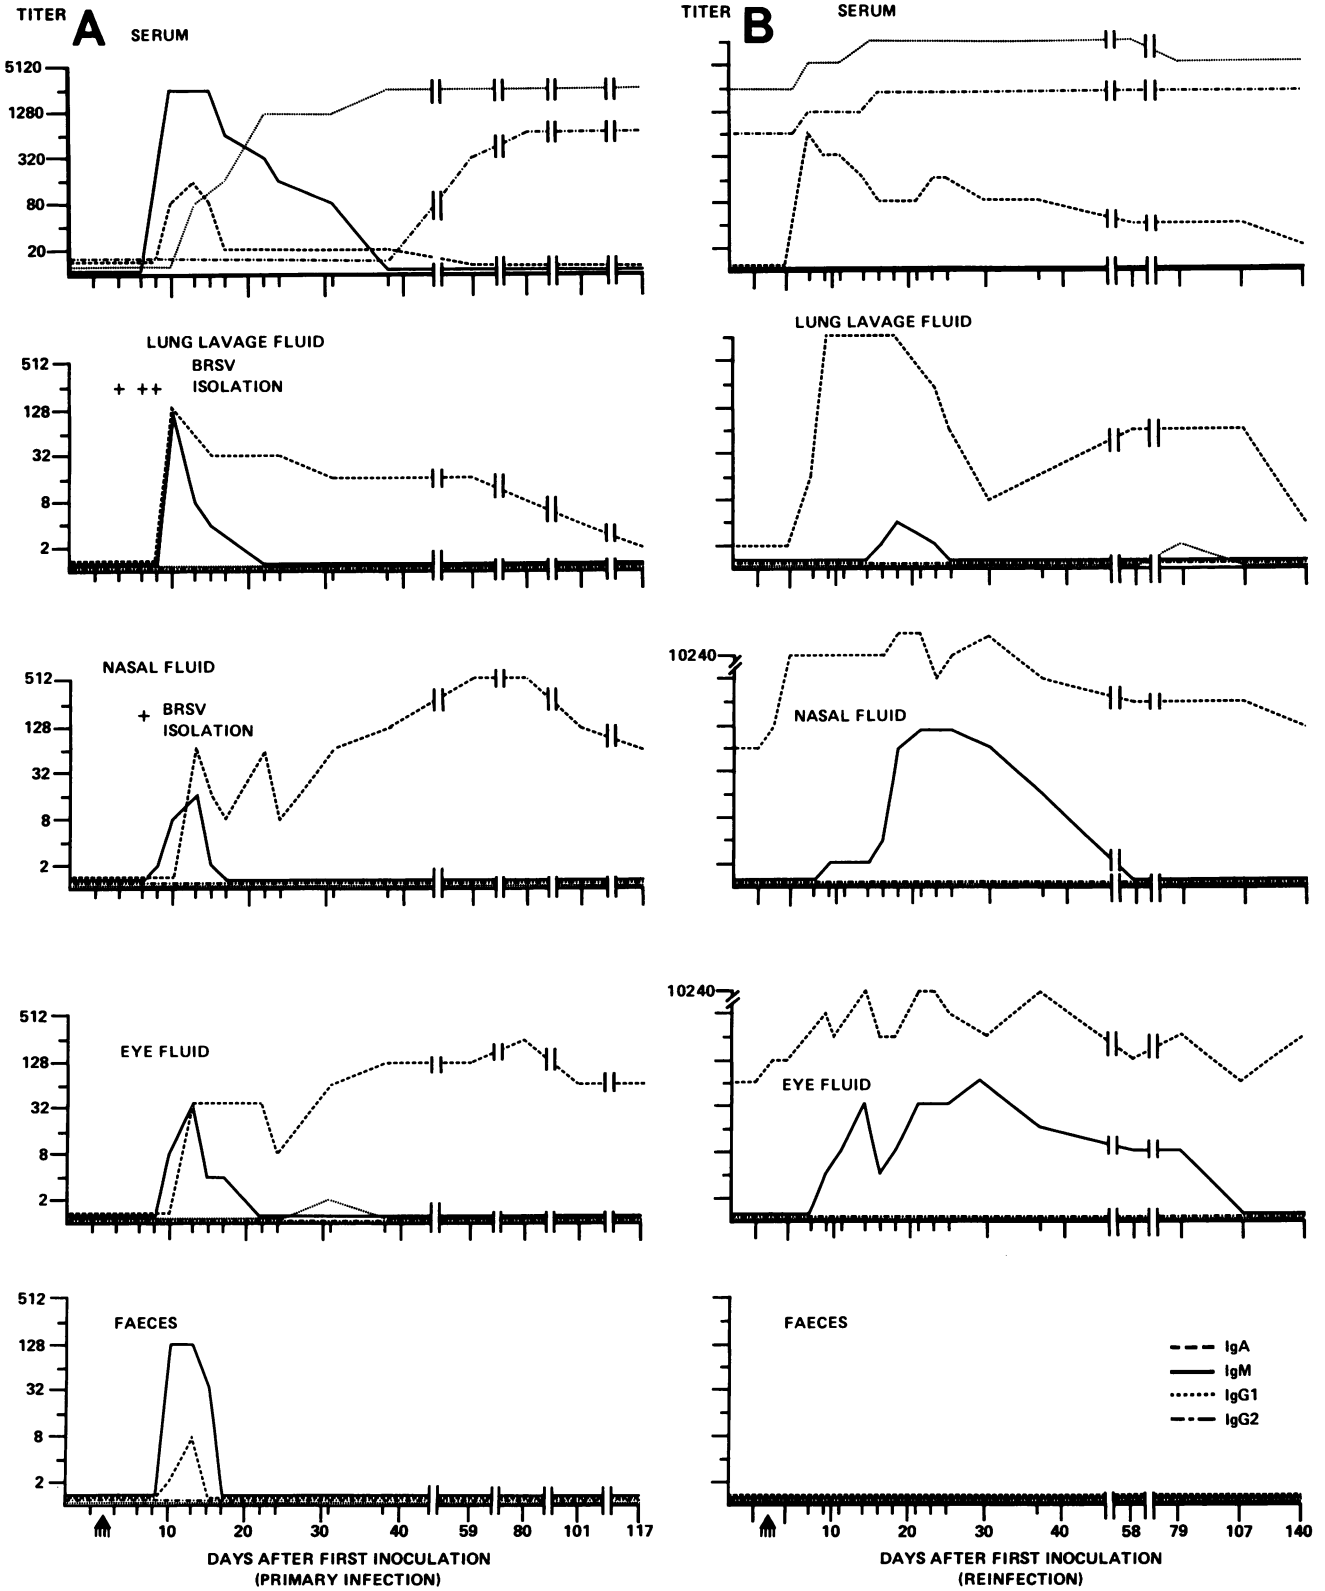 TITER A SERUM
5120
1280
320
80
20
LUNG LAVAGE FLUID
512
BRSV
+ ++ ISOLATION
128
32
8
2
NASAL FLUID
512
+ BRSV
ISOLATION
128
32
8
2
512
EYE FLUID
128
32
8
2
512
FAECES
128
32
8
2
10 20 30 40 59 80 101 117
DAYS AFTER FIRST INOCULATION
(PRIMARY INFECTION)
TITER B SERUM
LUNG LAVAGE FLUID
10240
NASAL FLUID
10240
EYE FLUID
FAECES
IgA
IgM
IgG1
IgG2
10 20 30 40 58 79 107 140
DAYS AFTER FIRST INOCULATION
(REINFECTION)